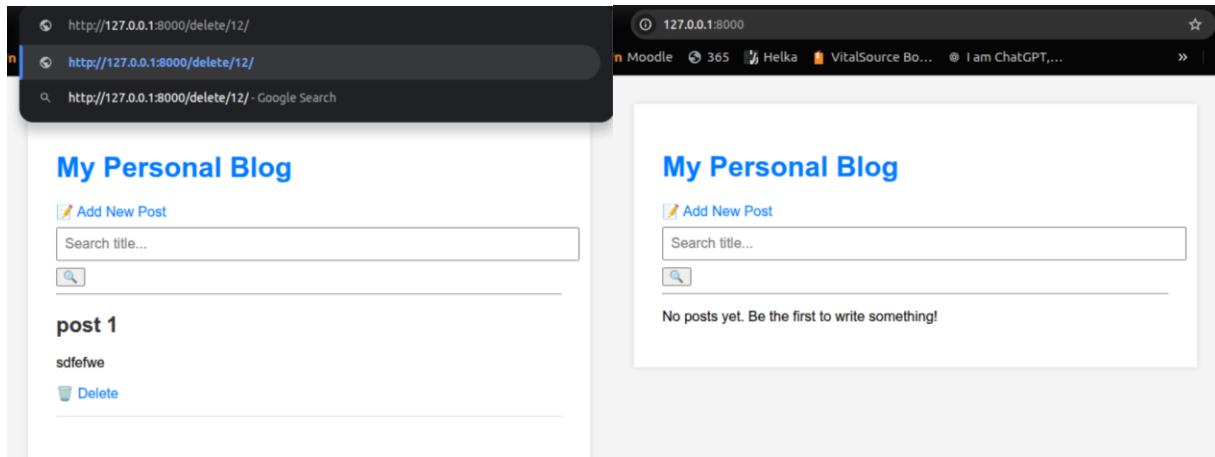 http://127.0.0.1:8000/delete/12/
http://127.0.0.1:8000/delete/12/
http://127.0.0.1:8000/delete/12/ - Google Search
My Personal Blog
📝 Add New Post
Search title...
🔍
post 1
sdfefwe
🗑️ Delete
127.0.0.1:8000
Moodle 365 Helka VitalSource Bo... I am ChatGPT,... »
My Personal Blog
📝 Add New Post
Search title...
🔍
No posts yet. Be the first to write something!